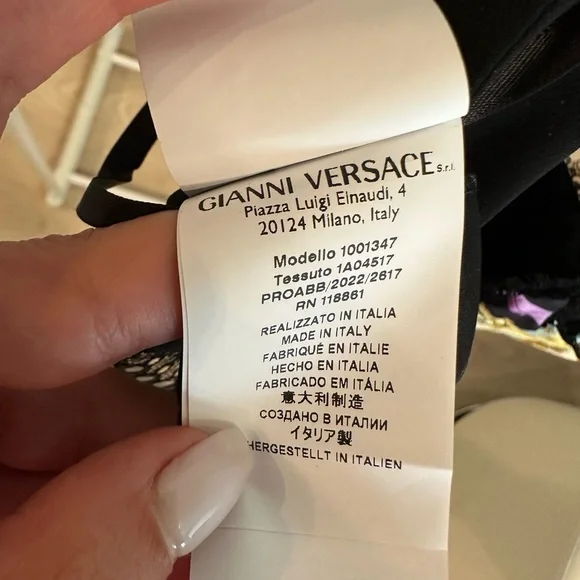 GIANNI VERSACE S.r.l.
Piazza Luigi Einaudi, 4
20124 Milano, Italy
Modello 1001347
Tessuto 1A04517
PROABB/2022/2617
RN 118661
REALIZZATO IN ITALIA
MADE IN ITALY
FABRIQUÉ EN ITALIE
HECHO EN ITALIA
FABRICADO EM ITÁLIA
意大利制造
СОЗДАНО В ИТАЛИИ
イタリア製
HERGESTELLT IN ITALIEN